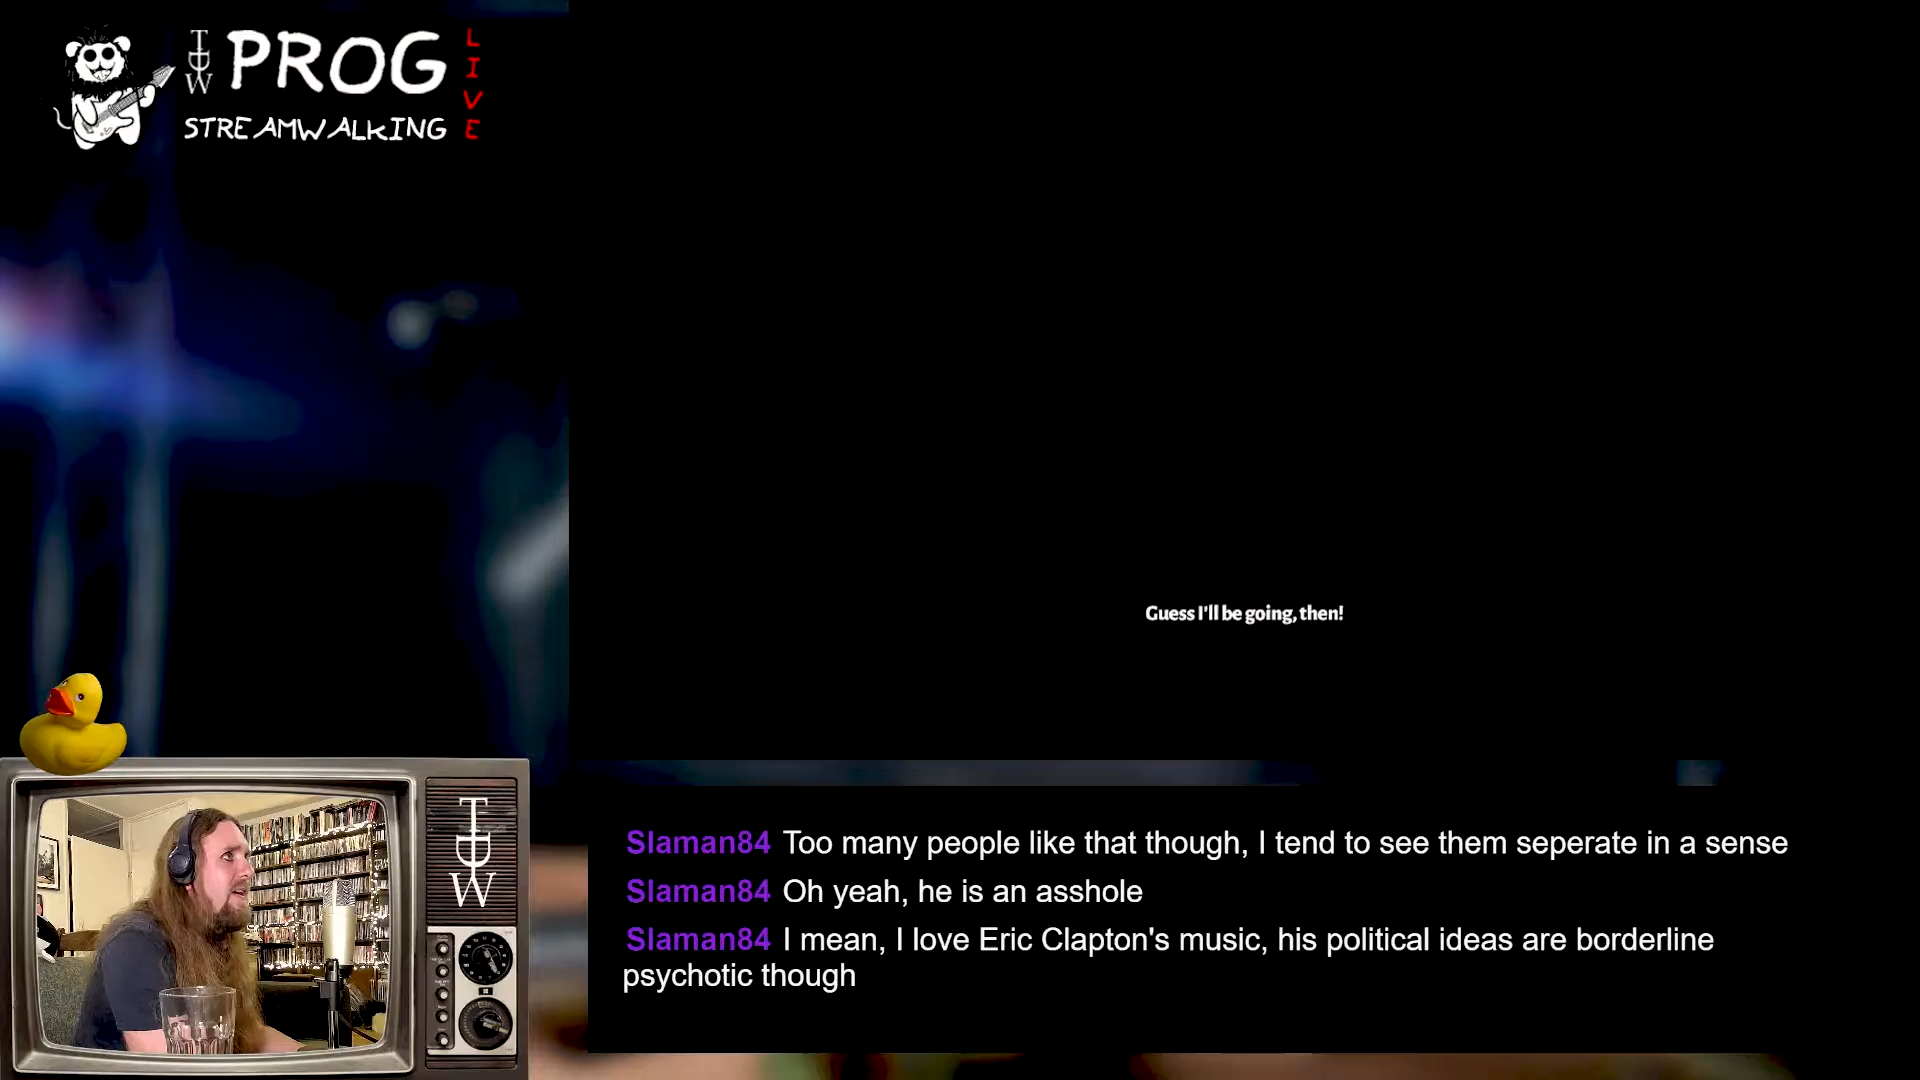 TUW PROG LIVE
STREAMWALKING
Guess I'll be going, then!
TUW
Slaman84 Too many people like that though, I tend to see them seperate in a sense
Slaman84 Oh yeah, he is an asshole
Slaman84 I mean, I love Eric Clapton's music, his political ideas are borderline
psychotic though